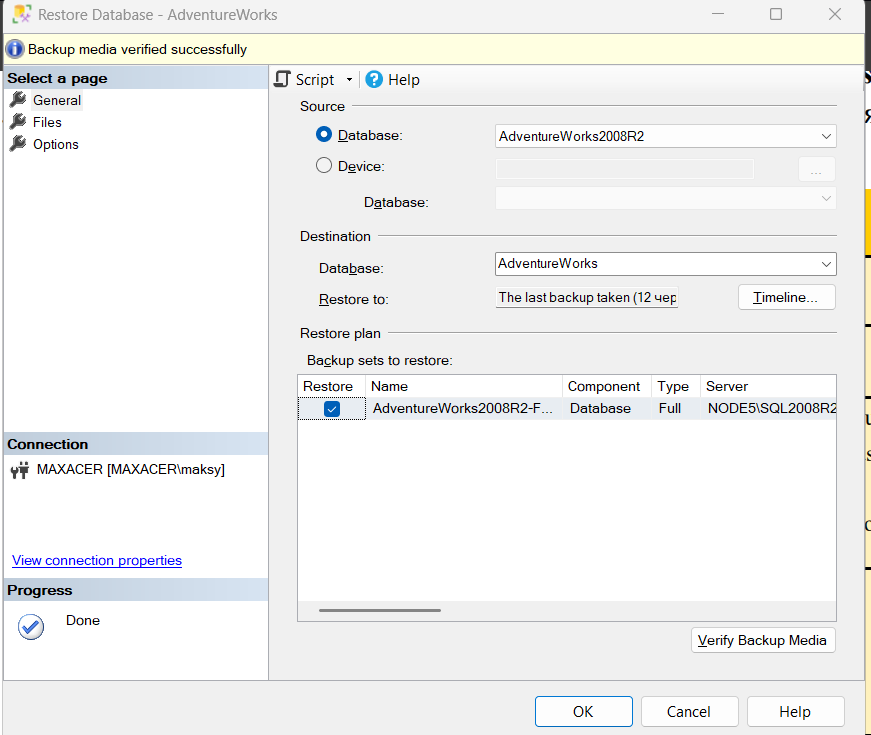 Restore Database - AdventureWorks
Backup media verified successfully
Select a page
General
Files
Options
Connection
MAXACER [MAXACER\maksy]
View connection properties
Progress
Done
Script Help
Source
Database: AdventureWorks2008R2
Device: ...
Database:
Destination
Database: AdventureWorks
Restore to: The last backup taken (12 чер Timeline...
Restore plan
Backup sets to restore:
Restore Name Component Type Server
AdventureWorks2008R2-F... Database Full NODE5\SQL2008R2
Verify Backup Media
OK Cancel Help